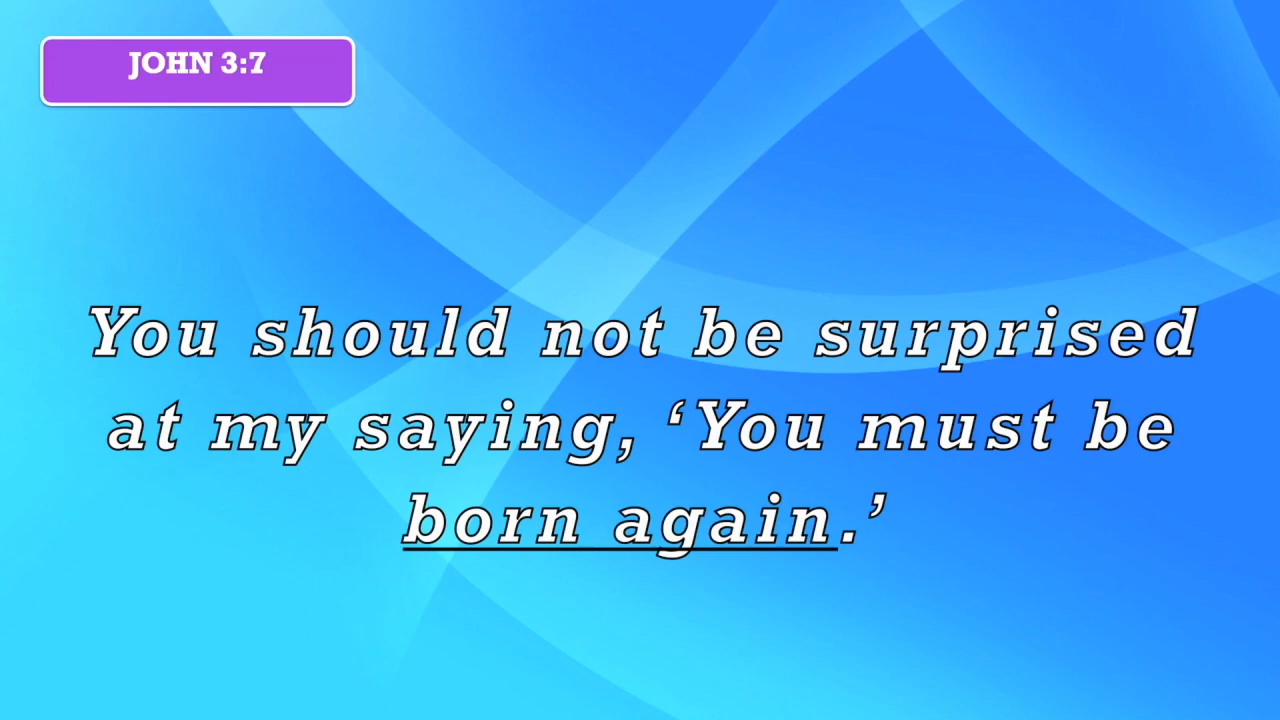 JOHN 3:7
You should not be surprised
at my saying, ‘You must be
born again.’